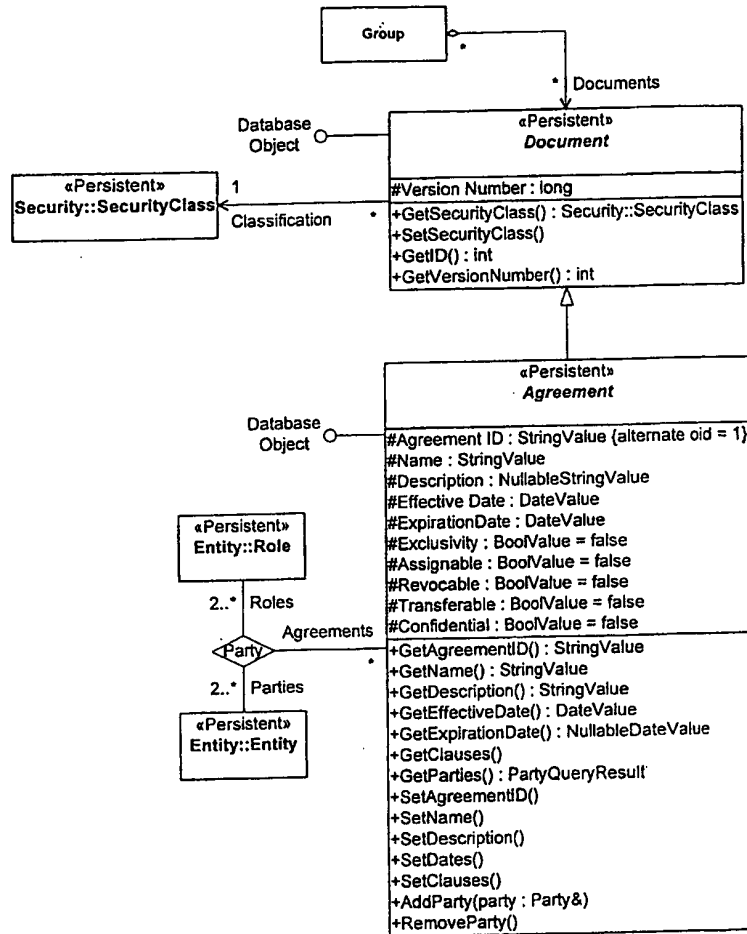 Group
*
* Documents
Database
Object
«Persistent»
Document
#Version Number : long
+GetSecurityClass() : Security::SecurityClass
+SetSecurityClass()
+GetID() : int
+GetVersionNumber() : int
«Persistent»
Security::SecurityClass
1
Classification
*
Database
Object
«Persistent»
Agreement
#Agreement ID : StringValue {alternate oid = 1}
#Name : StringValue
#Description : NullableStringValue
#Effective Date : DateValue
#ExpirationDate : DateValue
#Exclusivity : BoolValue = false
#Assignable : BoolValue = false
#Revocable : BoolValue = false
#Transferable : BoolValue = false
#Confidential : BoolValue = false
+GetAgreementID() : StringValue
+GetName() : StringValue
+GetDescription() : StringValue
+GetEffectiveDate() : DateValue
+GetExpirationDate() : NullableDateValue
+GetClauses()
+GetParties() : PartyQueryResult
+SetAgreementID()
+SetName()
+SetDescription()
+SetDates()
+SetClauses()
+AddParty(party : Party&)
+RemoveParty()
«Persistent»
Entity::Role
2..* Roles
Party
Agreements
*
2..* Parties
«Persistent»
Entity::Entity